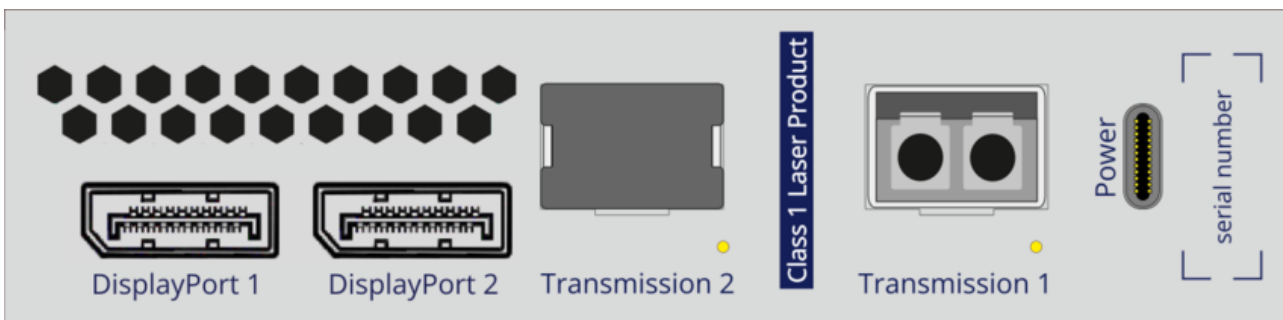 Class 1 Laser Product
Power
serial number
DisplayPort 1
DisplayPort 2
Transmission 2
Transmission 1